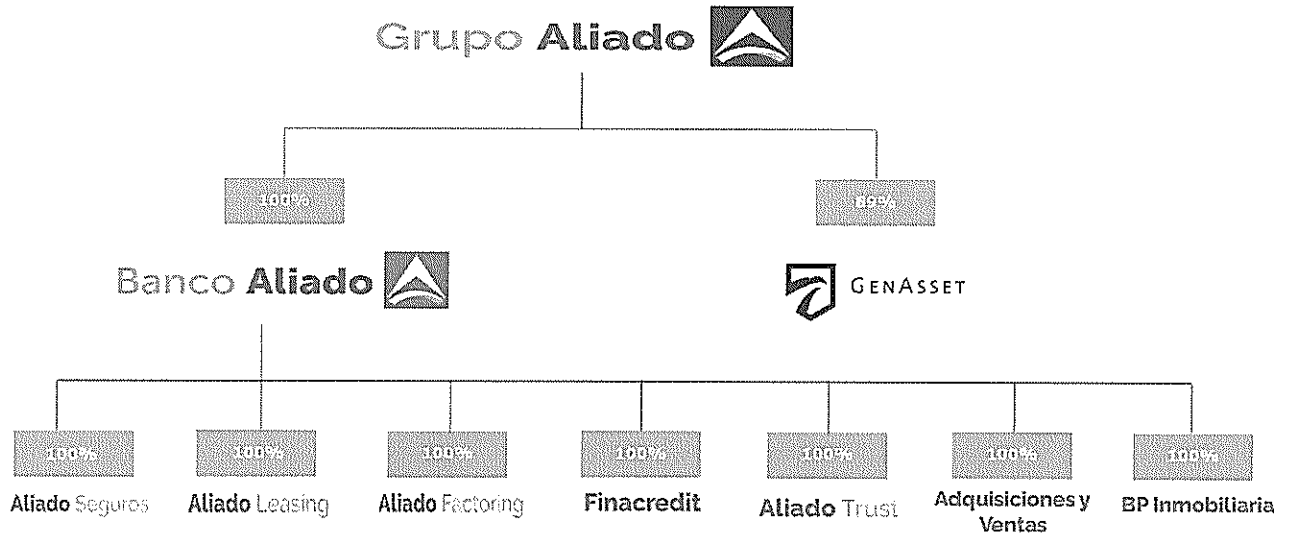 Grupo Aliado
100%
89%
Banco Aliado
GENASSET
100%
100%
100%
100%
100%
100%
100%
Aliado Seguros
Aliado Leasing
Aliado Factoring
Finacredit
Aliado Trust
Adquisiciones y
Ventas
BP Inmobiliaria